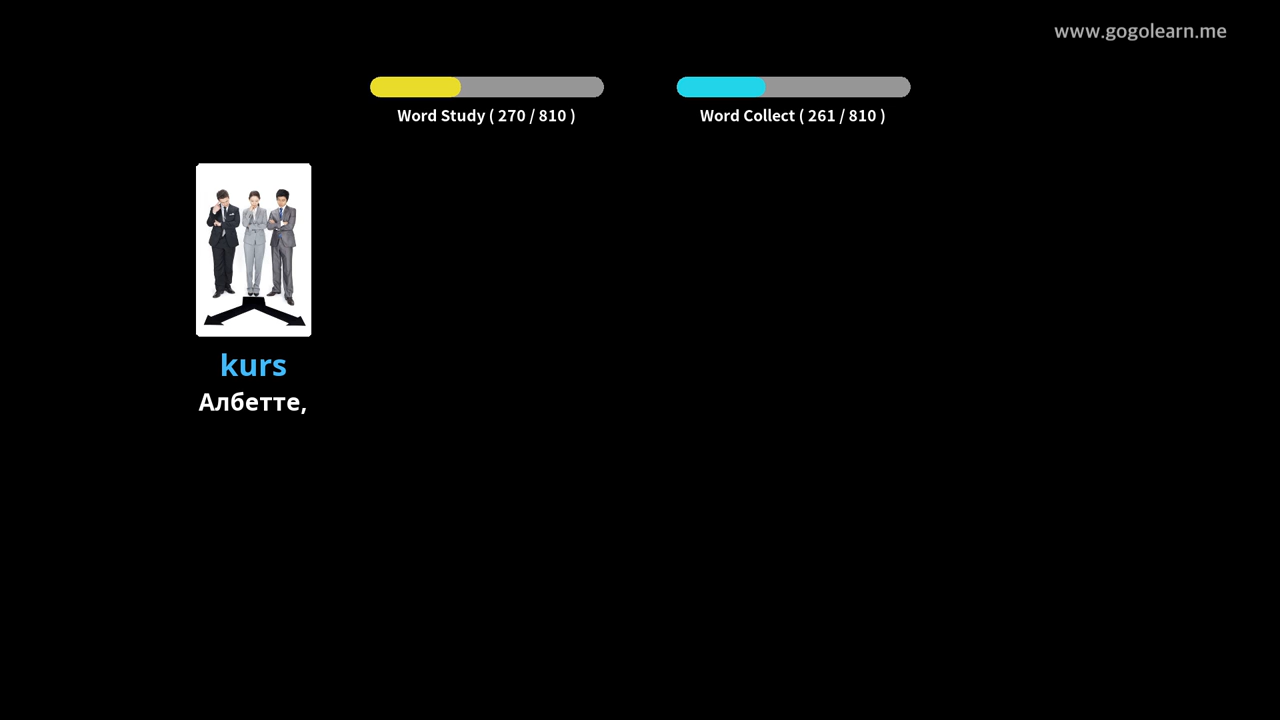 www.gogolearn.me
Word Study ( 270 / 810 )
Word Collect ( 261 / 810 )
kurs
Албетте,